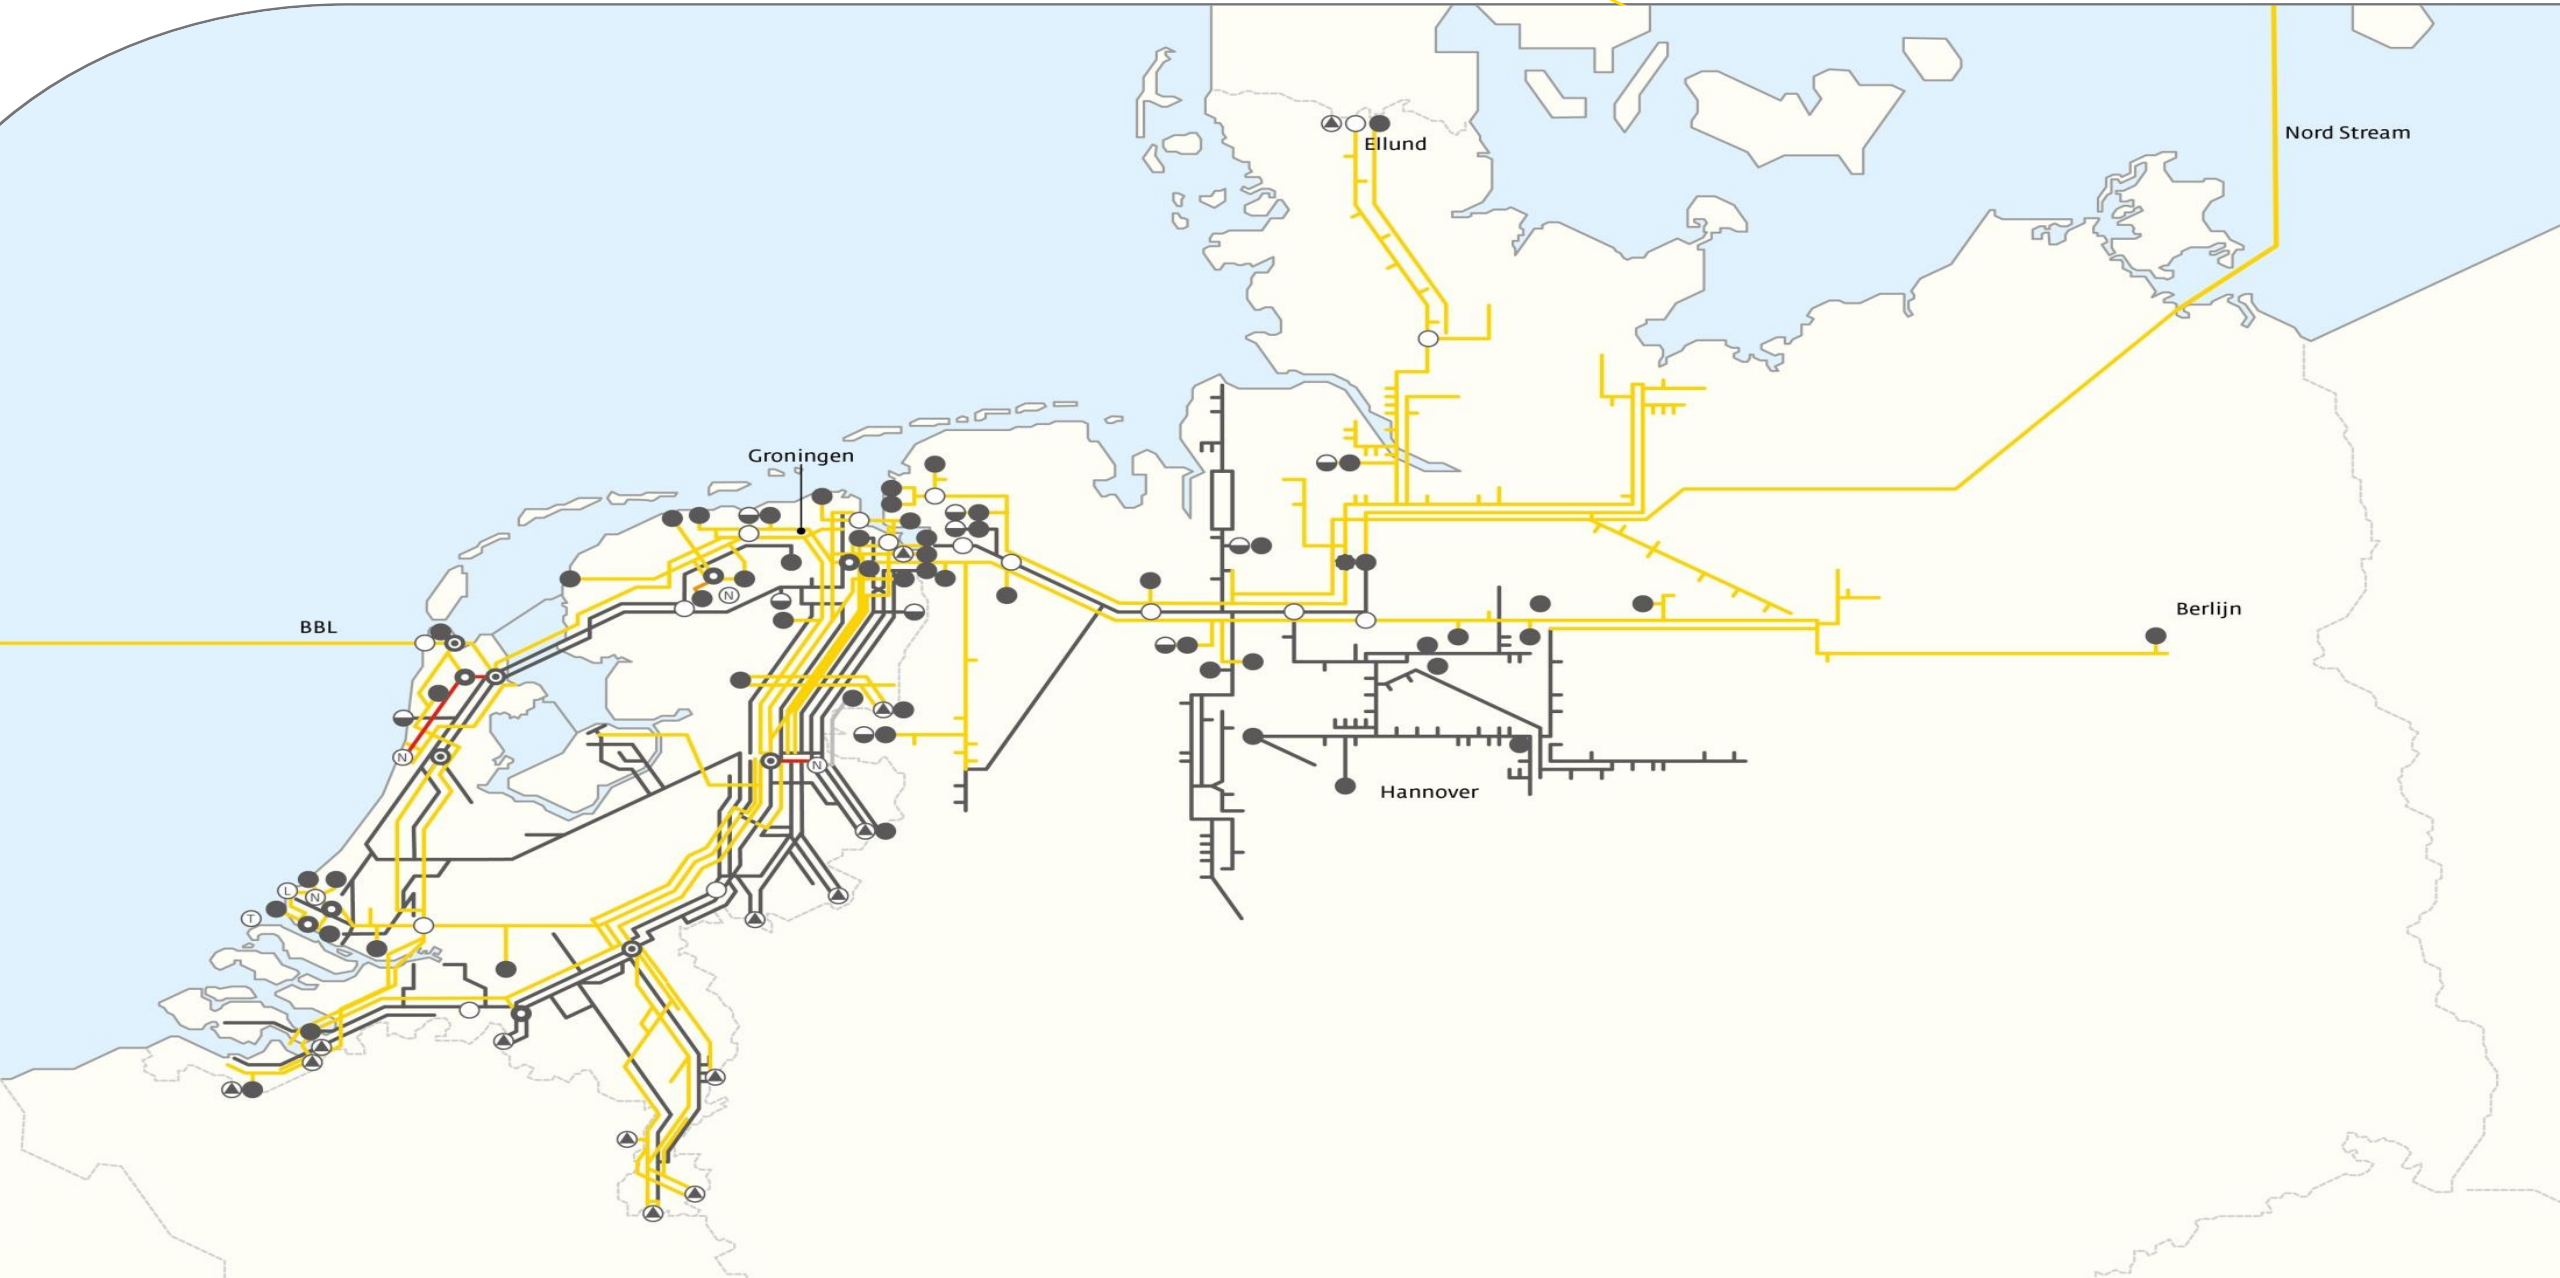 Ellund
Nord Stream
Groningen
N
BBL
Berlijn
N
N
Hannover
L
N
T